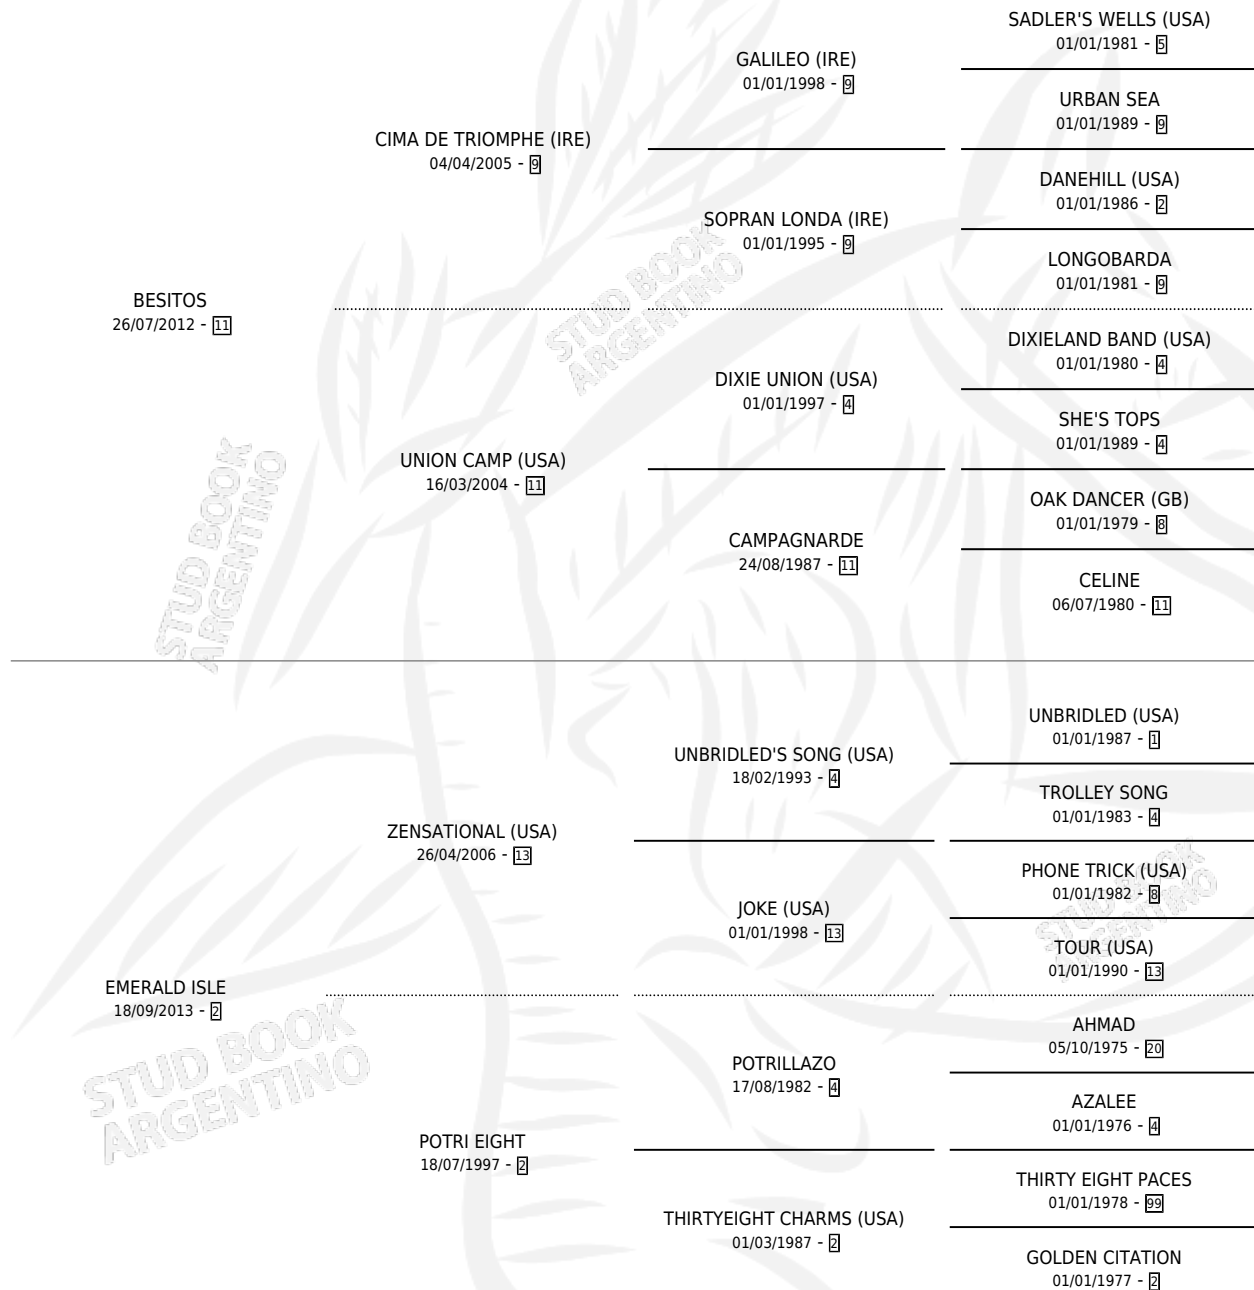 SADLER'S WELLS (USA)
01/01/1981 - 5
GALILEO (IRE)
01/01/1998 - 9
URBAN SEA
01/01/1989 - 9
CIMA DE TRIOMPHE (IRE)
04/04/2005 - 9
DANEHILL (USA)
01/01/1986 - 2
SOPRAN LONDA (IRE)
01/01/1995 - 9
LONGOBARDA
01/01/1981 - 9
BESITOS
26/07/2012 - 11
STUD BOOK
ARGENTINO
DIXIELAND BAND (USA)
01/01/1980 - 4
DIXIE UNION (USA)
01/01/1997 - 4
SHE'S TOPS
01/01/1989 - 4
UNION CAMP (USA)
16/03/2004 - 11
OAK DANCER (GB)
01/01/1979 - 8
CAMPAGNARDE
24/08/1987 - 11
CELINE
06/07/1980 - 11
STUD BOOK
ARGENTINO
UNBRIDLED (USA)
01/01/1987 - 1
UNBRIDLED'S SONG (USA)
18/02/1993 - 4
TROLLEY SONG
01/01/1983 - 4
ZENSATIONAL (USA)
26/04/2006 - 13
PHONE TRICK (USA)
01/01/1982 - 8
JOKE (USA)
01/01/1998 - 13
STUD BOOK
ARGENTINO
TOUR (USA)
01/01/1990 - 13
EMERALD ISLE
18/09/2013 - 2
STUD BOOK
ARGENTINO
AHMAD
05/10/1975 - 20
POTRILLAZO
17/08/1982 - 4
AZALEE
01/01/1976 - 4
POTRI EIGHT
18/07/1997 - 2
THIRTY EIGHT PACES
01/01/1978 - 99
THIRTYEIGHT CHARMS (USA)
01/03/1987 - 2
GOLDEN CITATION
01/01/1977 - 2